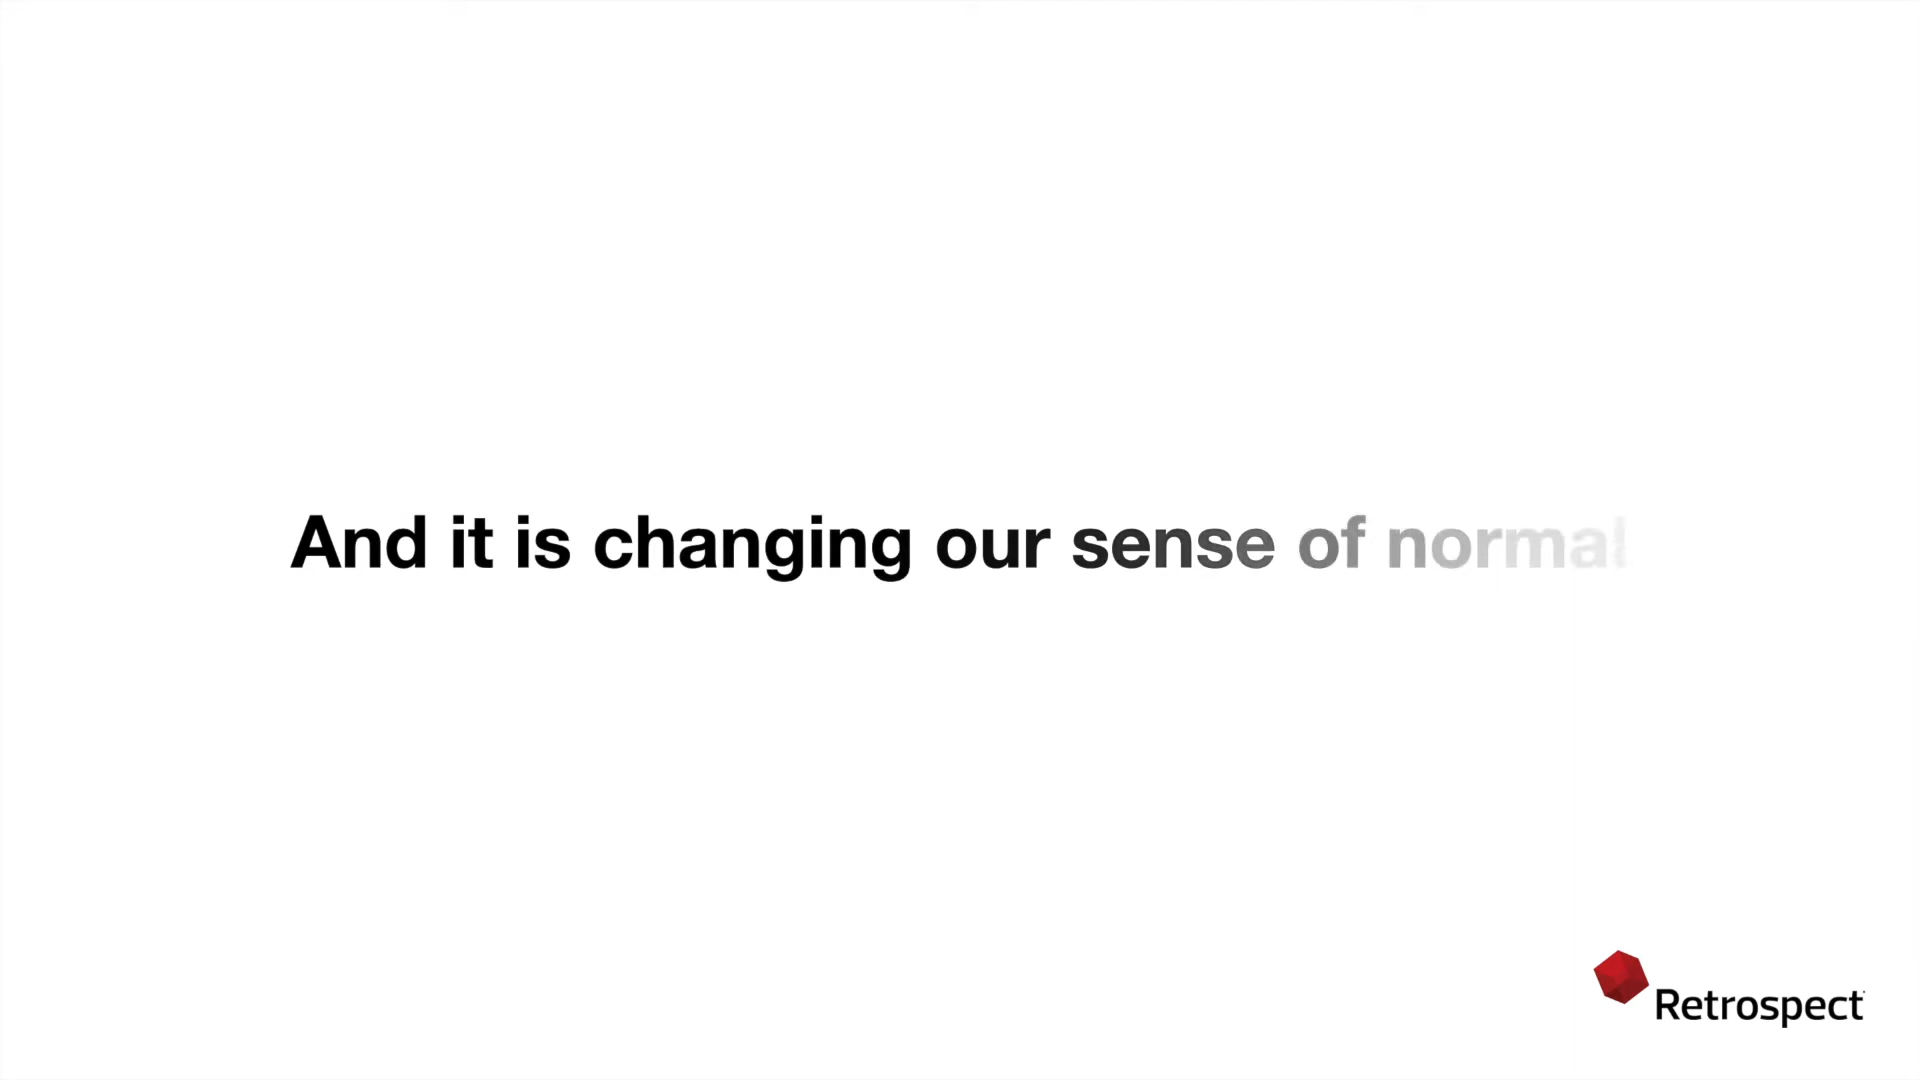 And it is changing our sense of normal
Retrospect